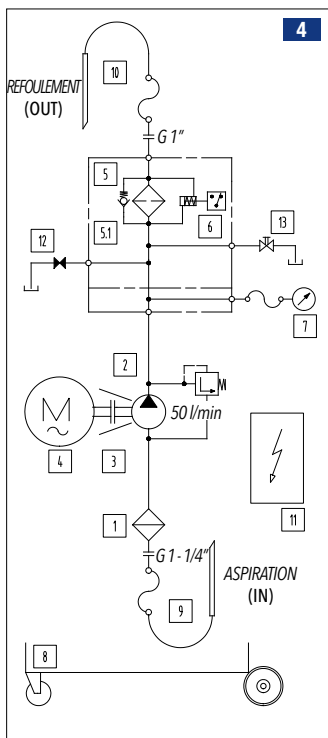 4
10
REFOULEMENT
(OUT)
G 1"
5
5.1
6
13
12
7
2
50 l/min
M
4
3
11
1
G 1 - 1/4"
ASPIRATION
(IN)
9
8